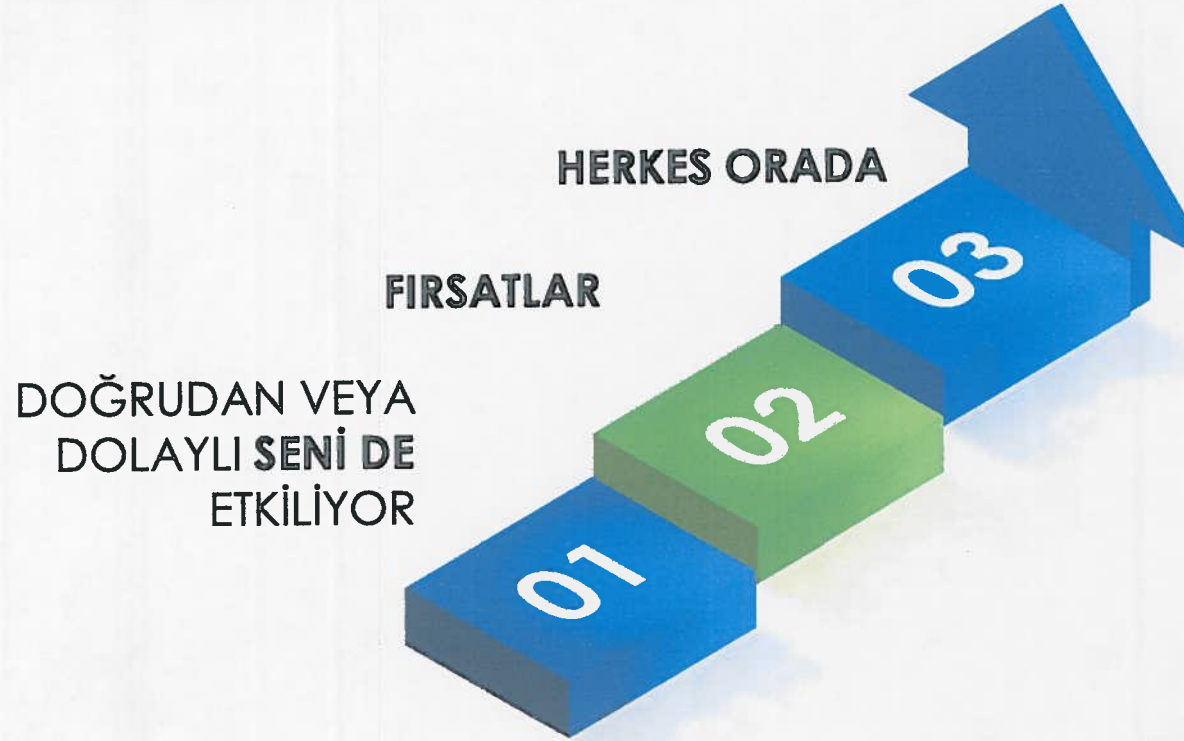 HERKES ORADA
03
FIRSATLAR
02
DOĞRUDAN VEYA
DOLAYLI SENİ DE
ETKİLİYOR
01